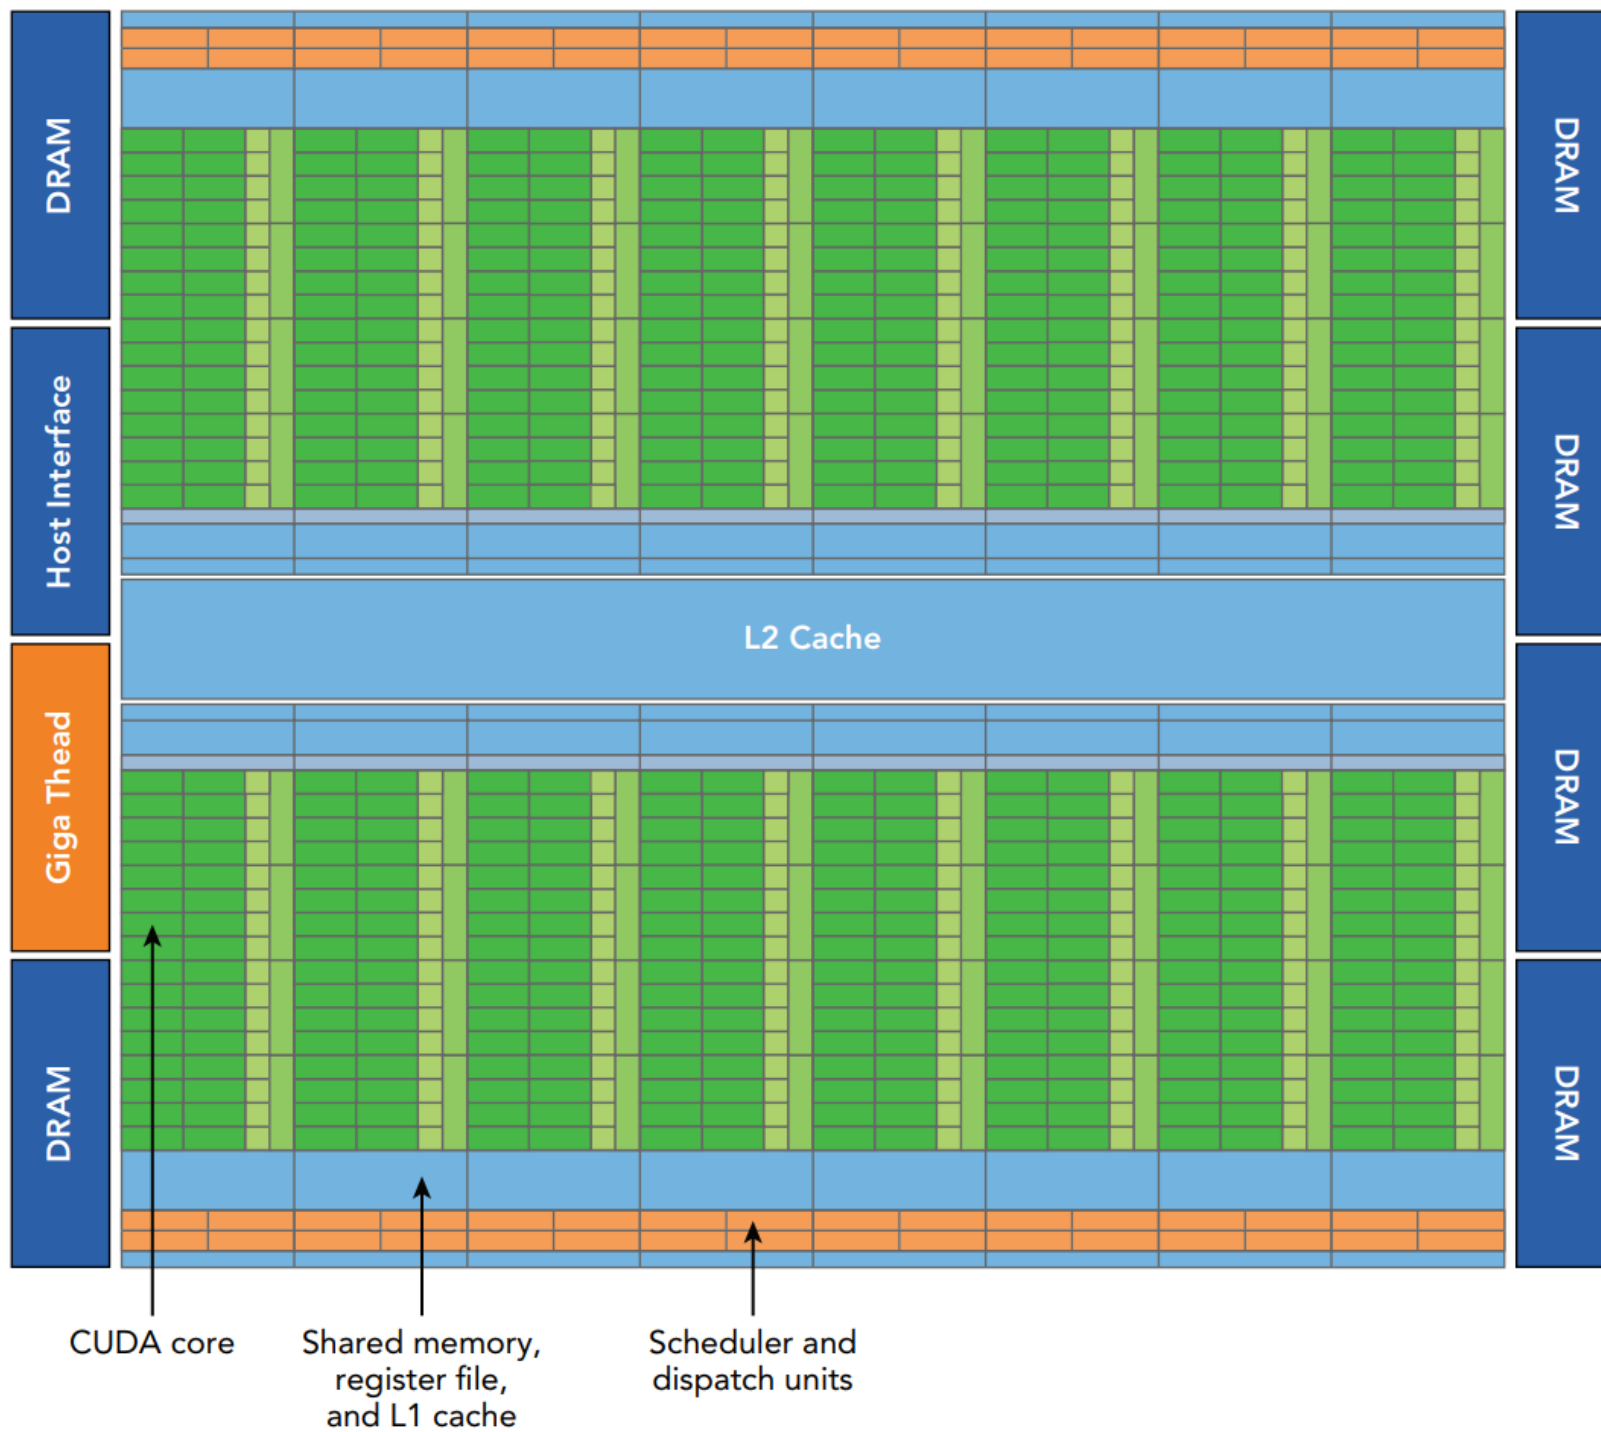 DRAM
Host Interface
Giga Thead
DRAM
L2 Cache
DRAM
DRAM
DRAM
DRAM
CUDA core
Shared memory,
register file,
and L1 cache
Scheduler and
dispatch units